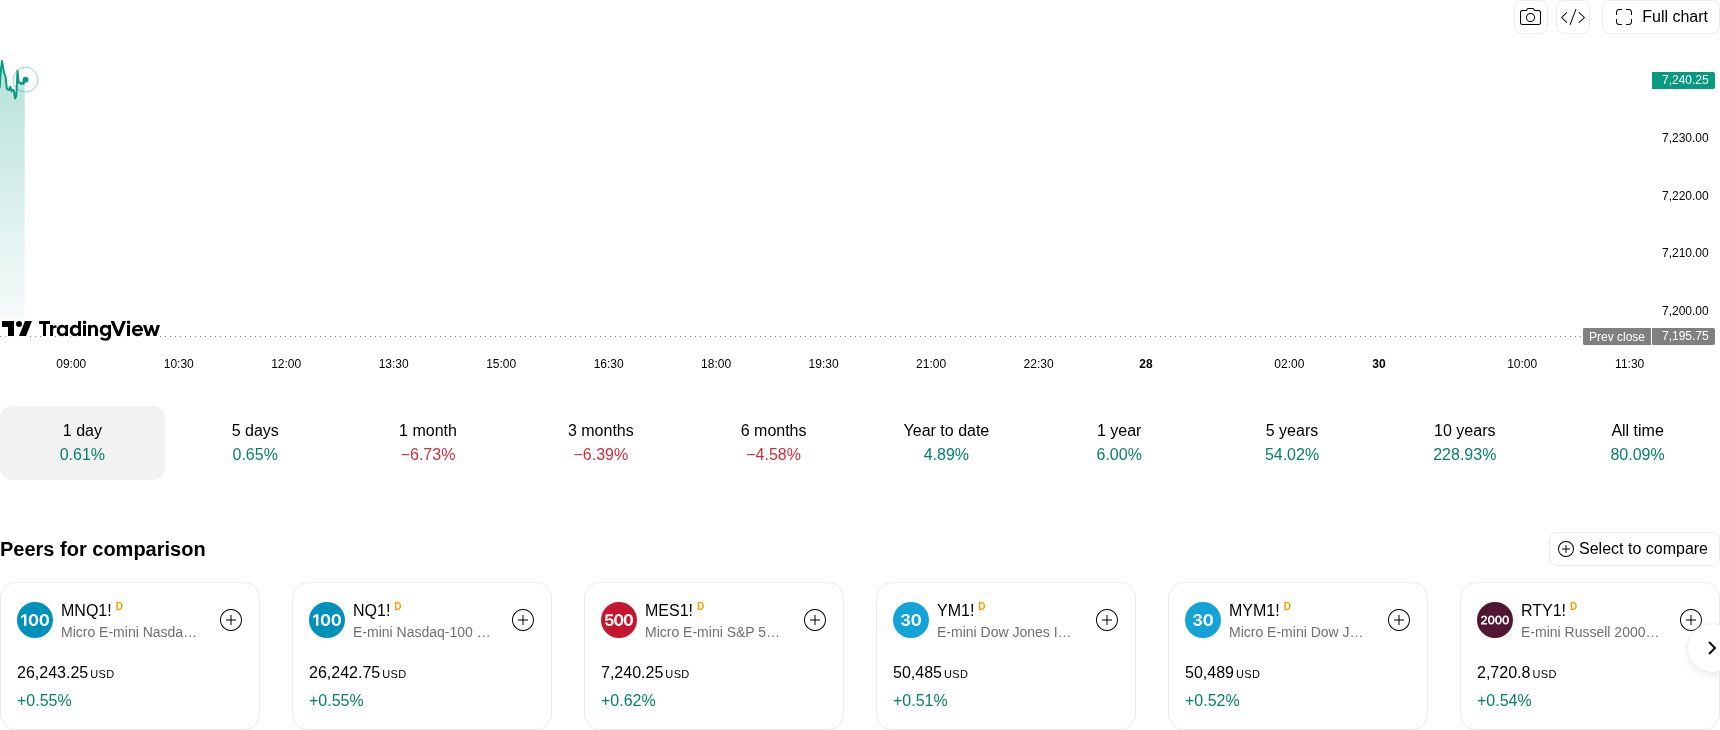 Full chart
7,240.25
7,230.00
7,220.00
7,210.00
7,200.00
TradingView
Prev close 7,195.75
09:00 10:30 12:00 13:30 15:00 16:30 18:00 19:30 21:00 22:30 28 02:00 30 10:00 11:30
1 day 5 days 1 month 3 months 6 months Year to date 1 year 5 years 10 years All time
0.61% 0.65% −6.73% −6.39% −4.58% 4.89% 6.00% 54.02% 228.93% 80.09%
Peers for comparison
Select to compare
100 MNQ1! D
Micro E-mini Nasda…
26,243.25 USD
+0.55%
100 NQ1! D
E-mini Nasdaq-100 …
26,242.75 USD
+0.55%
500 MES1! D
Micro E-mini S&P 5…
7,240.25 USD
+0.62%
30 YM1! D
E-mini Dow Jones I…
50,485 USD
+0.51%
30 MYM1! D
Micro E-mini Dow J…
50,489 USD
+0.52%
2000 RTY1! D
E-mini Russell 2000…
2,720.8 USD
+0.54%